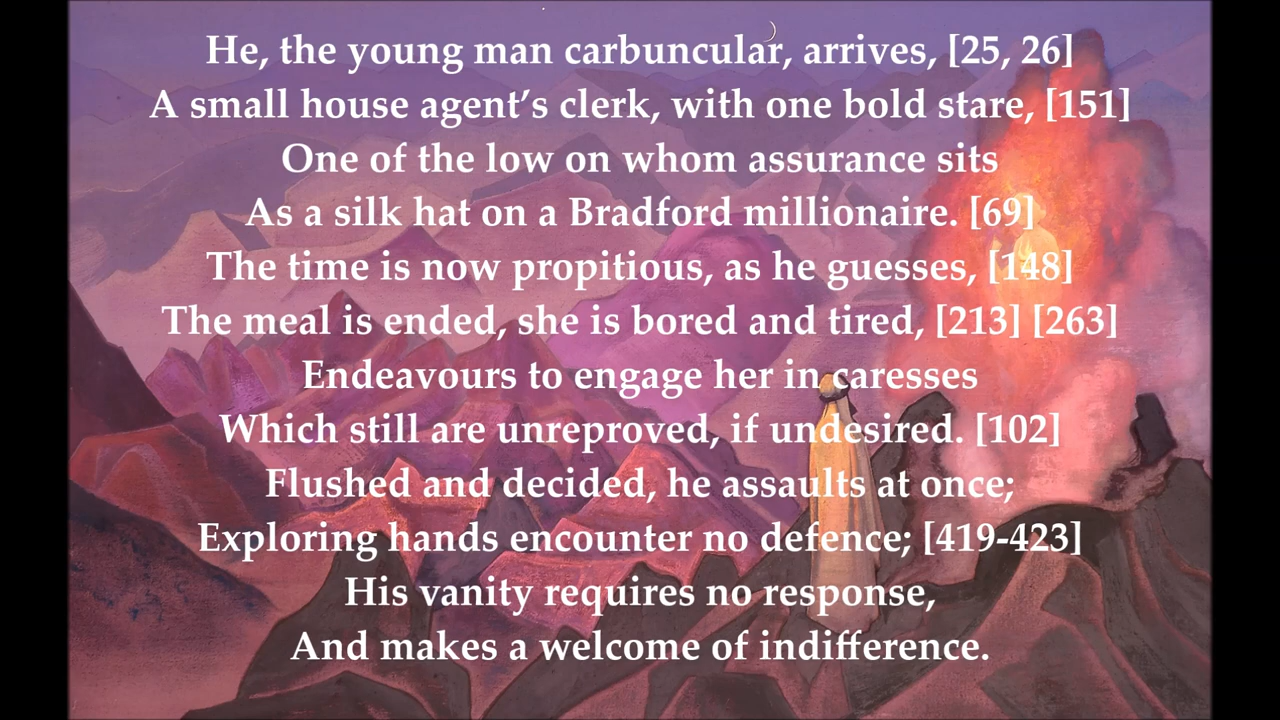 He, the young man carbuncular, arrives, [25, 26]
A small house agent’s clerk, with one bold stare, [151]
One of the low on whom assurance sits
As a silk hat on a Bradford millionaire. [69]
The time is now propitious, as he guesses, [148]
The meal is ended, she is bored and tired, [213] [263]
Endeavours to engage her in caresses
Which still are unreproved, if undesired. [102]
Flushed and decided, he assaults at once;
Exploring hands encounter no defence; [419-423]
His vanity requires no response,
And makes a welcome of indifference.